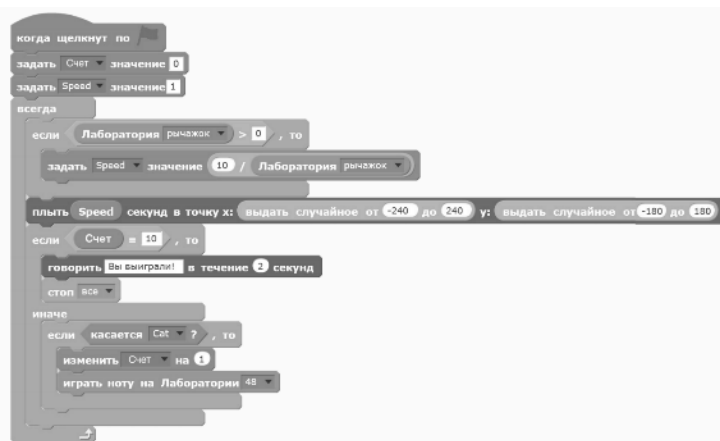 когда щелкнут по
задать Счет значение 0
задать Speed значение 1
всегда
если Лаборатория рычажок > 0 , то
задать Speed значение 10 / Лаборатория рычажок
плыть Speed секунд в точку x: выдать случайное от -240 до 240 y: выдать случайное от -180 до 180
если Счет = 10 , то
говорить Вы выиграли! в течение 2 секунд
стоп все
иначе
если касается Cat ? , то
изменить Счет на 1
играть ноту на Лаборатории 48